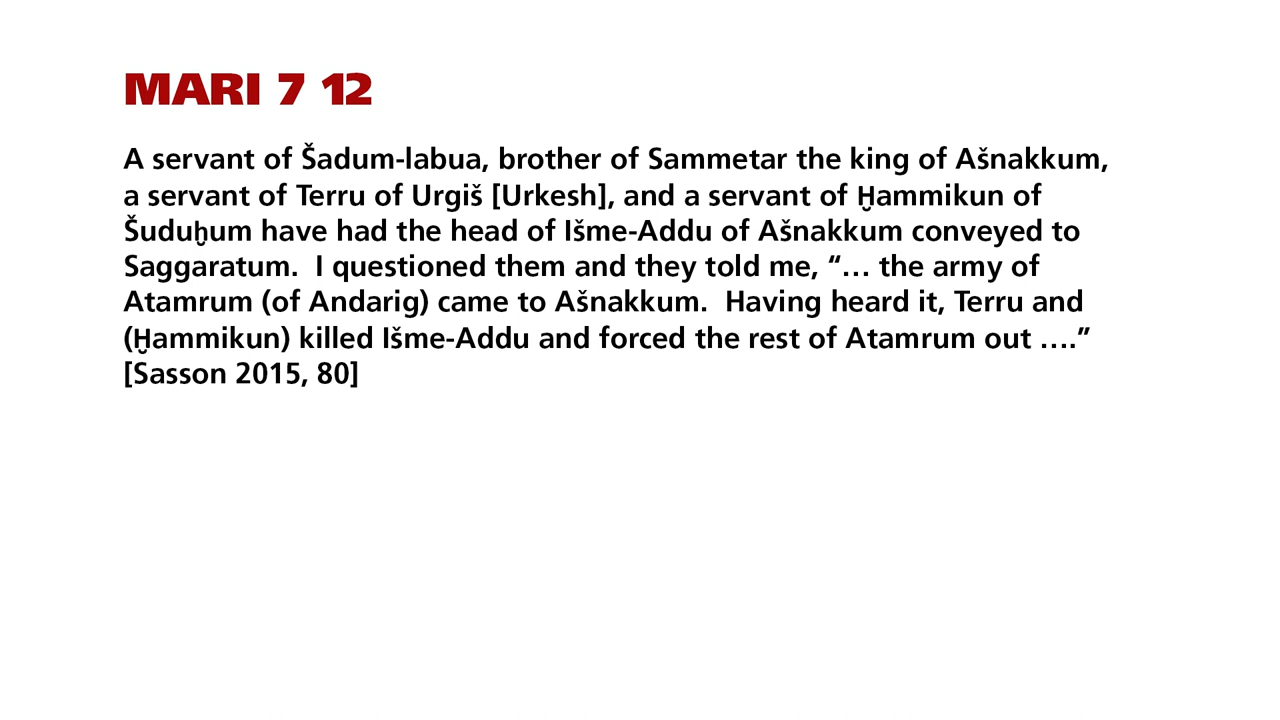 MARI 7 12
A servant of Šadum-labua, brother of Sammetar the king of Ašnakkum,
a servant of Terru of Urgiš [Urkesh], and a servant of Ḫammikun of
Šuduḫum have had the head of Išme-Addu of Ašnakkum conveyed to
Saggaratum.  I questioned them and they told me, “… the army of
Atamrum (of Andarig) came to Ašnakkum.  Having heard it, Terru and
(Ḫammikun) killed Išme-Addu and forced the rest of Atamrum out ….”
[Sasson 2015, 80]